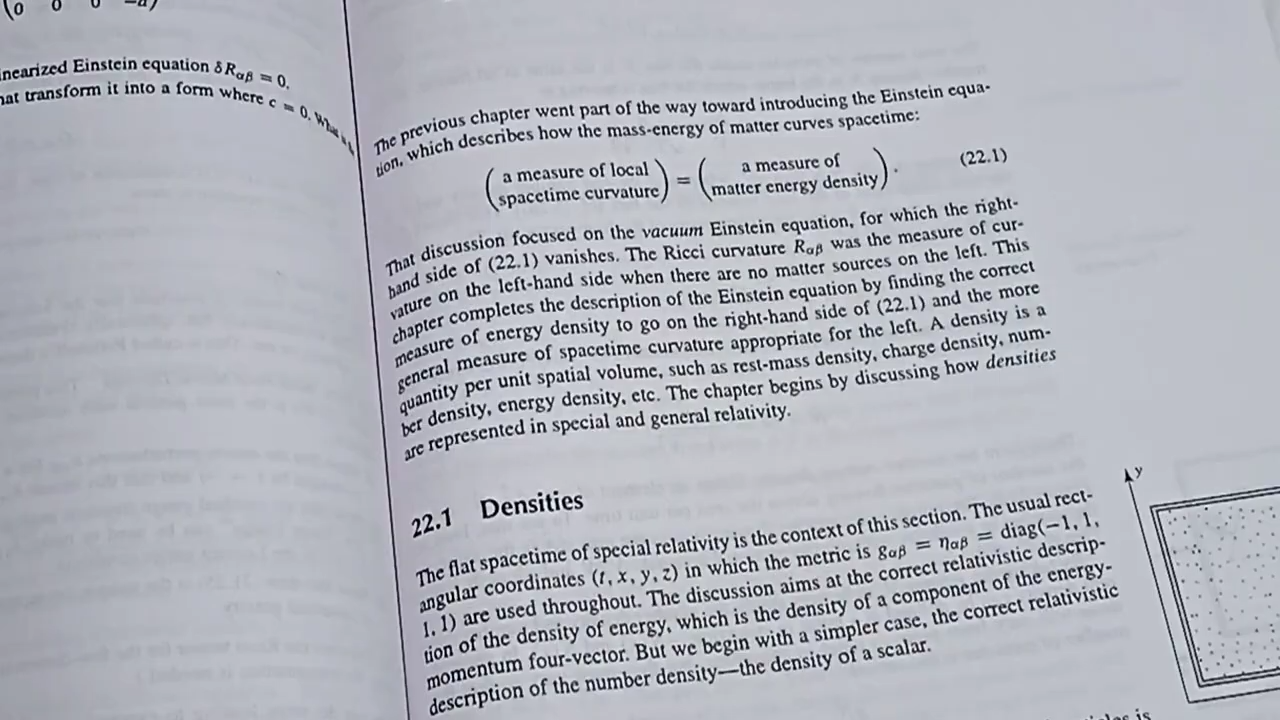 (0 0 0 -a)
inearized Einstein equation δRαβ = 0.
hat transform it into a form where c = 0. What
The previous chapter went part of the way toward introducing the Einstein equa-
tion, which describes how the mass-energy of matter curves spacetime:
(a measure of local spacetime curvature) = (a measure of matter energy density). (22.1)
That discussion focused on the vacuum Einstein equation, for which the right-
hand side of (22.1) vanishes. The Ricci curvature Rαβ was the measure of cur-
vature on the left-hand side when there are no matter sources on the left. This
chapter completes the description of the Einstein equation by finding the correct
measure of energy density to go on the right-hand side of (22.1) and the more
general measure of spacetime curvature appropriate for the left. A density is a
quantity per unit spatial volume, such as rest-mass density, charge density, num-
ber density, energy density, etc. The chapter begins by discussing how densities
are represented in special and general relativity.
22.1 Densities
The flat spacetime of special relativity is the context of this section. The usual rect-
angular coordinates (t, x, y, z) in which the metric is gαβ = ηαβ = diag(−1, 1,
1, 1) are used throughout. The discussion aims at the correct relativistic descrip-
tion of the density of energy, which is the density of a component of the energy-
momentum four-vector. But we begin with a simpler case, the correct relativistic
description of the number density—the density of a scalar.
y
is